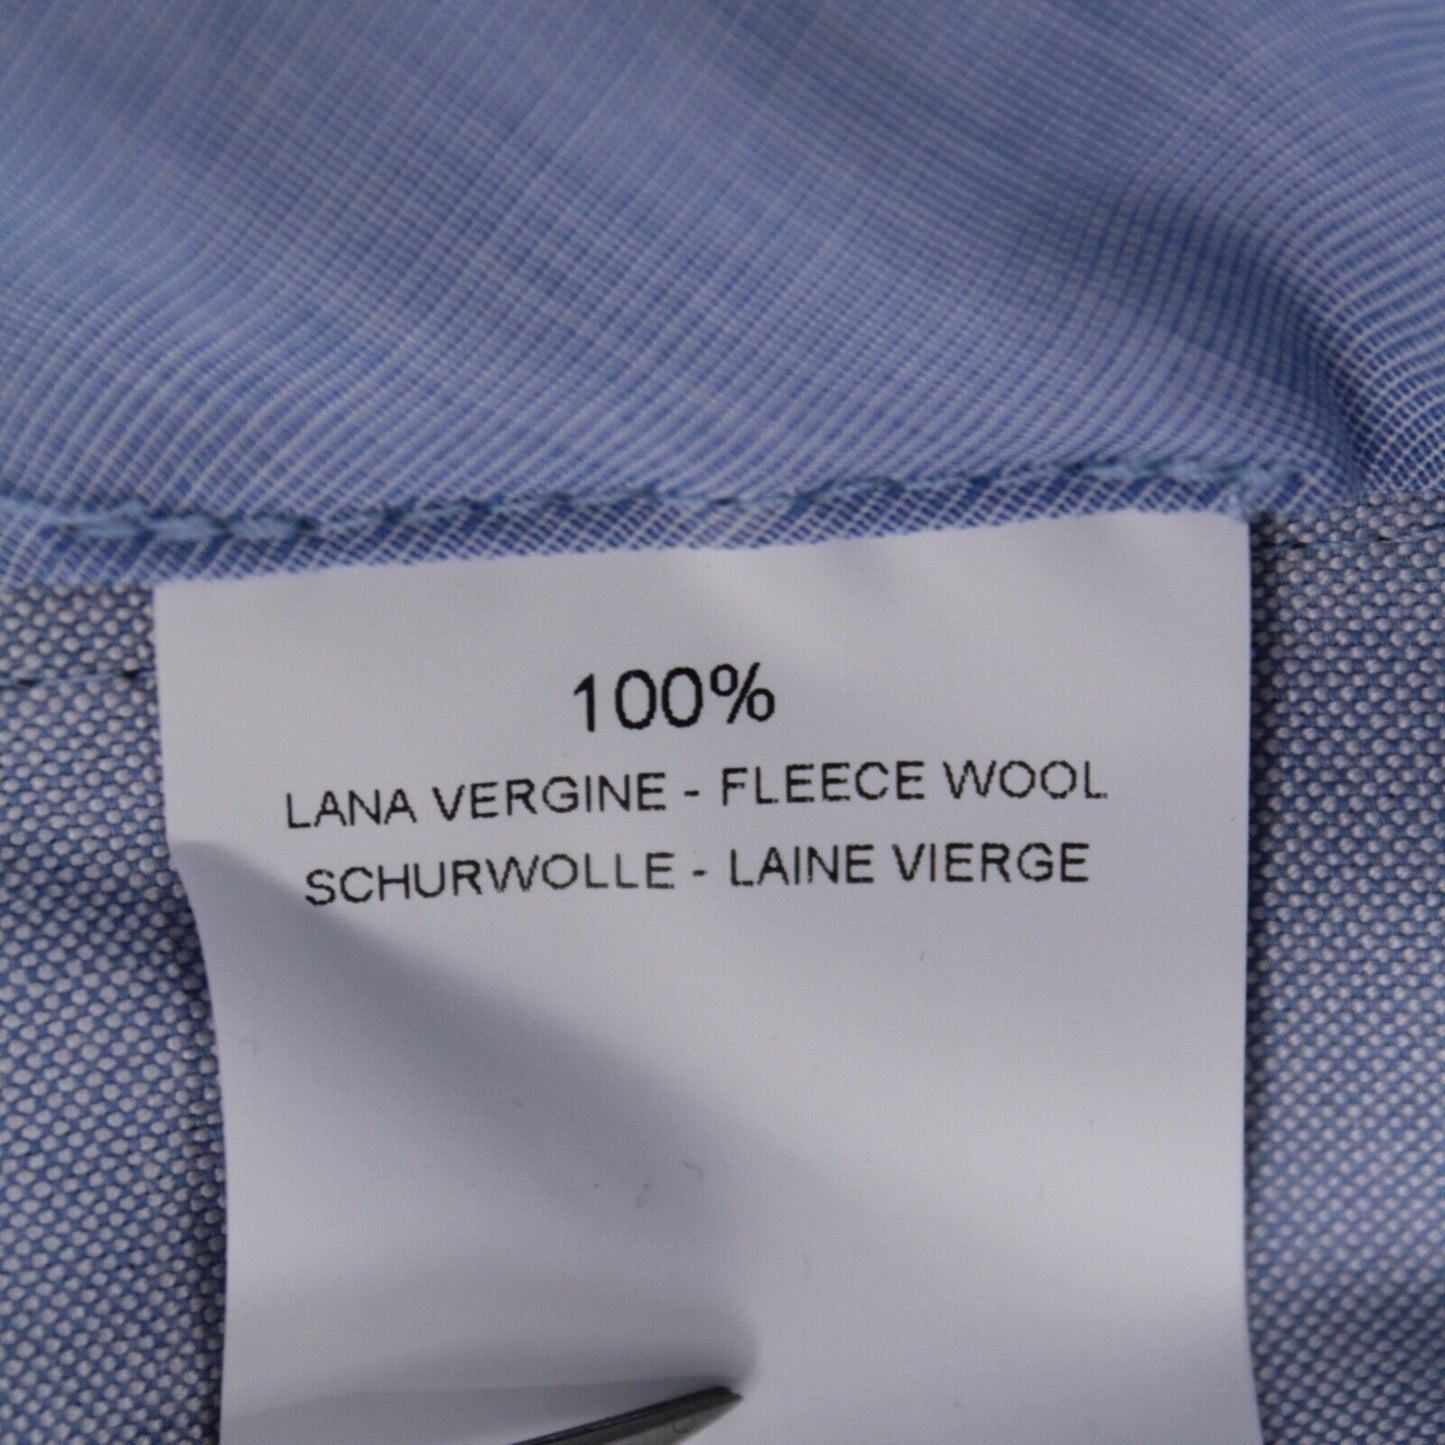 100%
LANA VERGINE - FLEECE WOOL
SCHURWOLLE - LAINE VIERGE